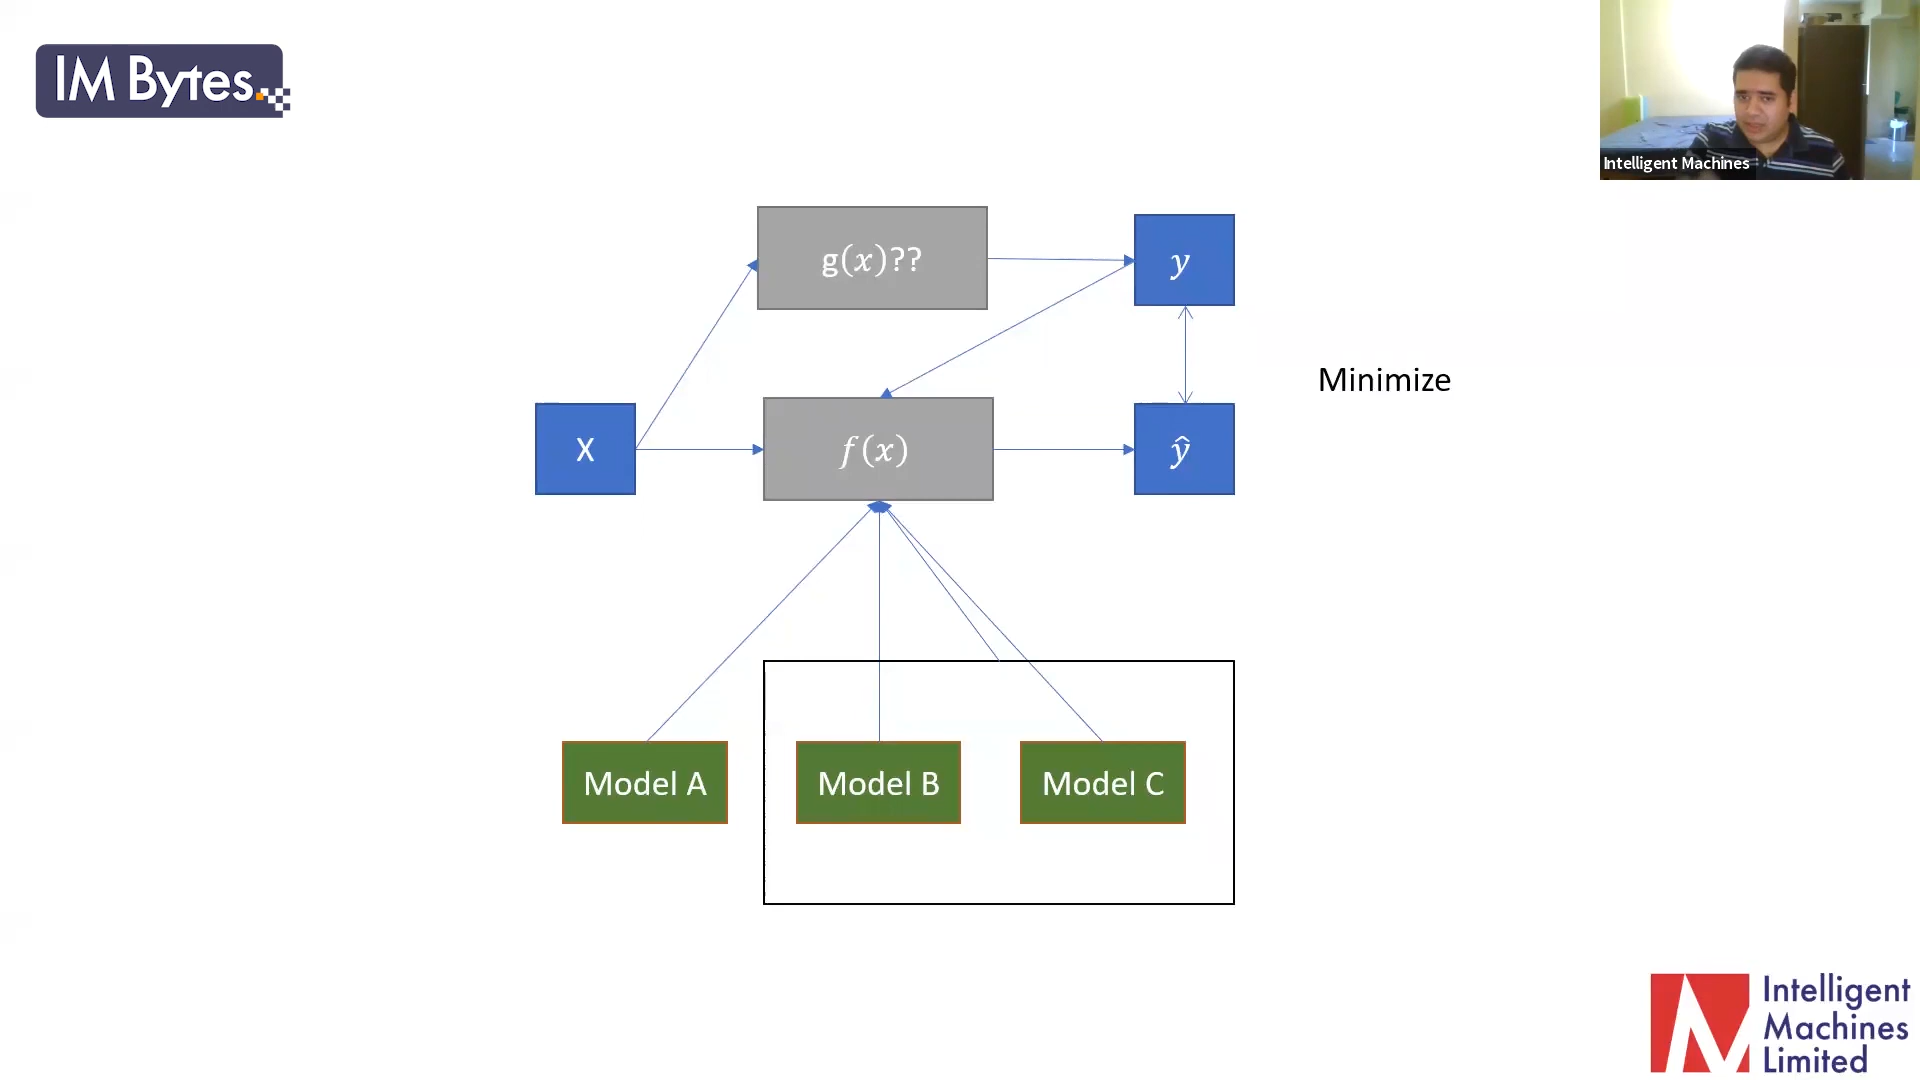 IM Bytes.
Intelligent Machines
g(x)??
y
Minimize
X
f(x)
ŷ
Model A
Model B
Model C
Intelligent
Machines
Limited